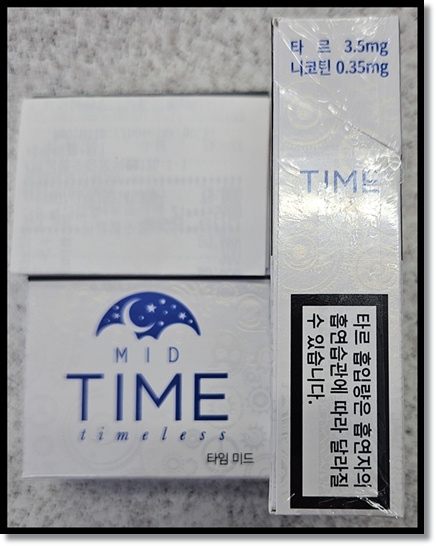 MID
TIME
timeless
타임 미드
타 르 3.5mg
니코틴 0.35mg
TIME
타르 흡입량은 흡연자의
흡연습관에 따라 달라질
수 있습니다.